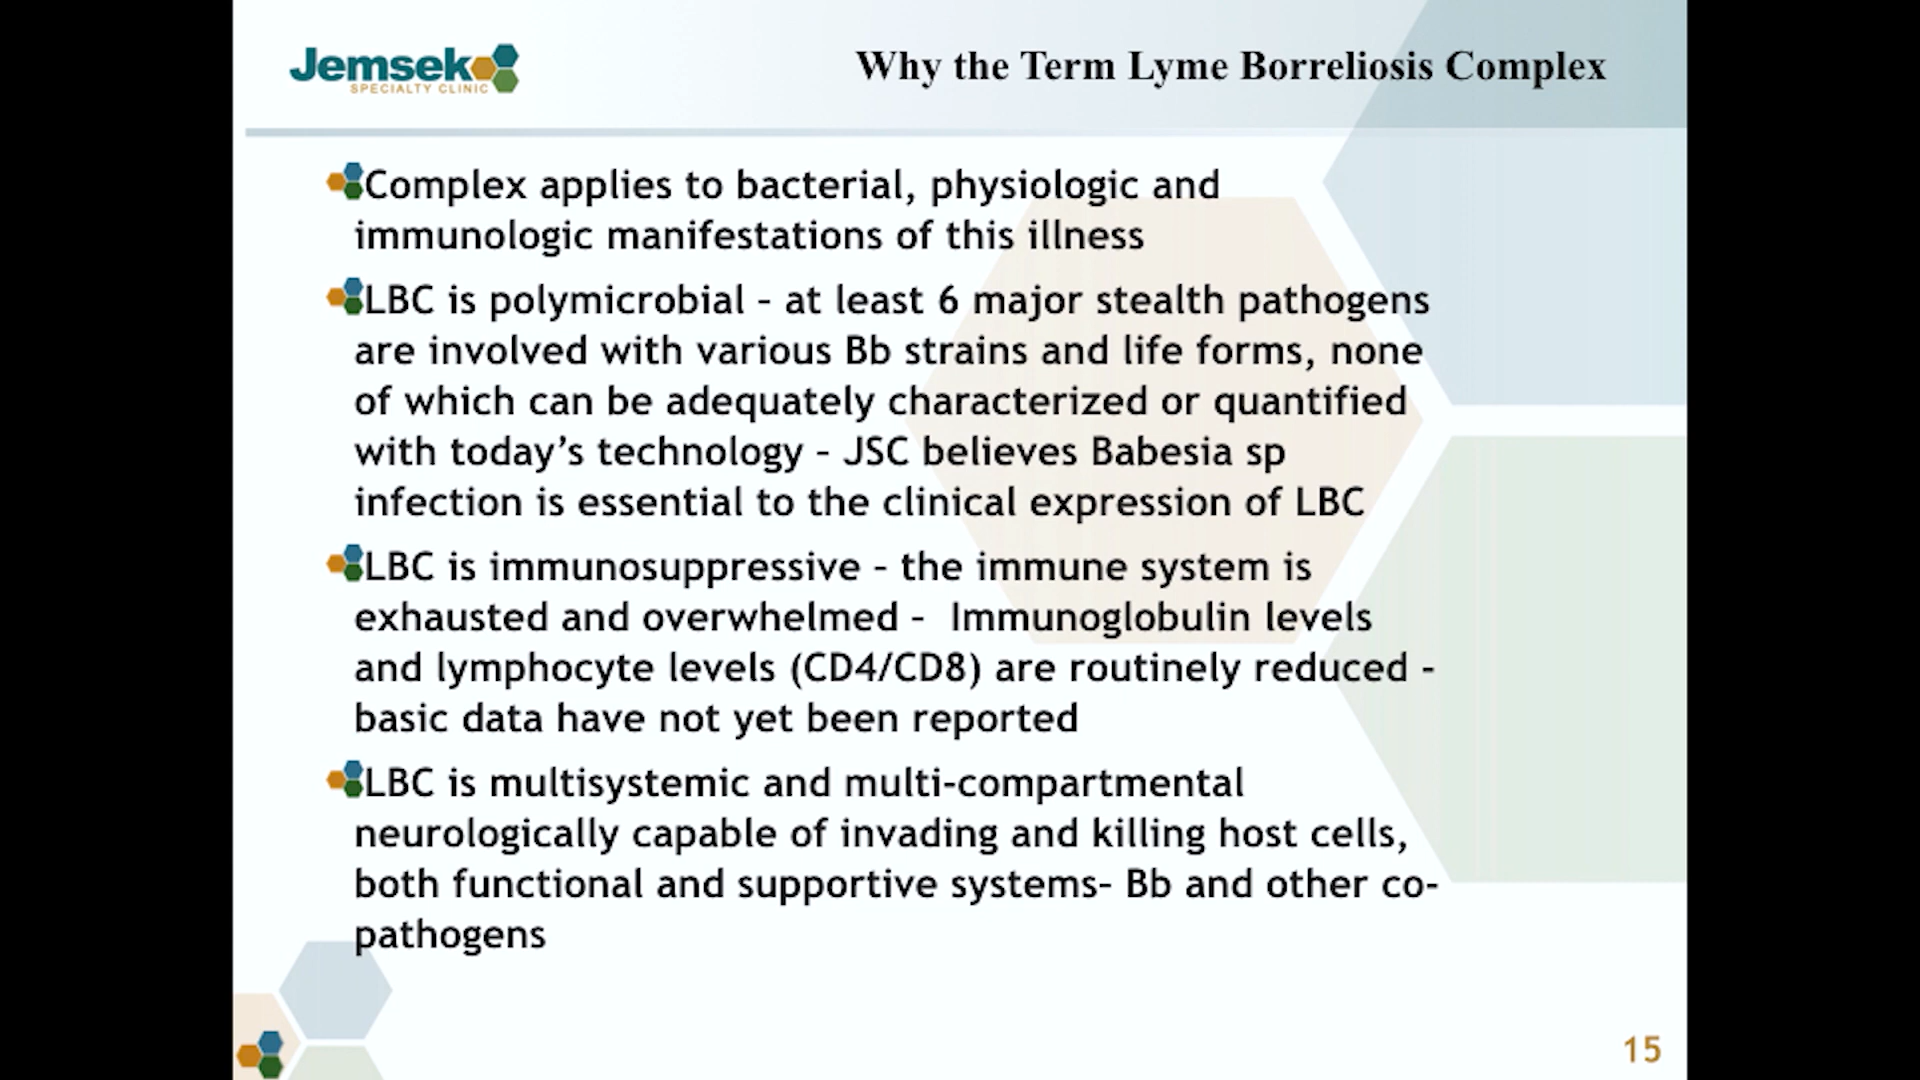 Jemsek
SPECIALTY CLINIC
Why the Term Lyme Borreliosis Complex
Complex applies to bacterial, physiologic and
immunologic manifestations of this illness
LBC is polymicrobial – at least 6 major stealth pathogens
are involved with various Bb strains and life forms, none
of which can be adequately characterized or quantified
with today’s technology – JSC believes Babesia sp
infection is essential to the clinical expression of LBC
LBC is immunosuppressive – the immune system is
exhausted and overwhelmed – Immunoglobulin levels
and lymphocyte levels (CD4/CD8) are routinely reduced -
basic data have not yet been reported
LBC is multisystemic and multi-compartmental
neurologically capable of invading and killing host cells,
both functional and supportive systems- Bb and other co-
pathogens
15